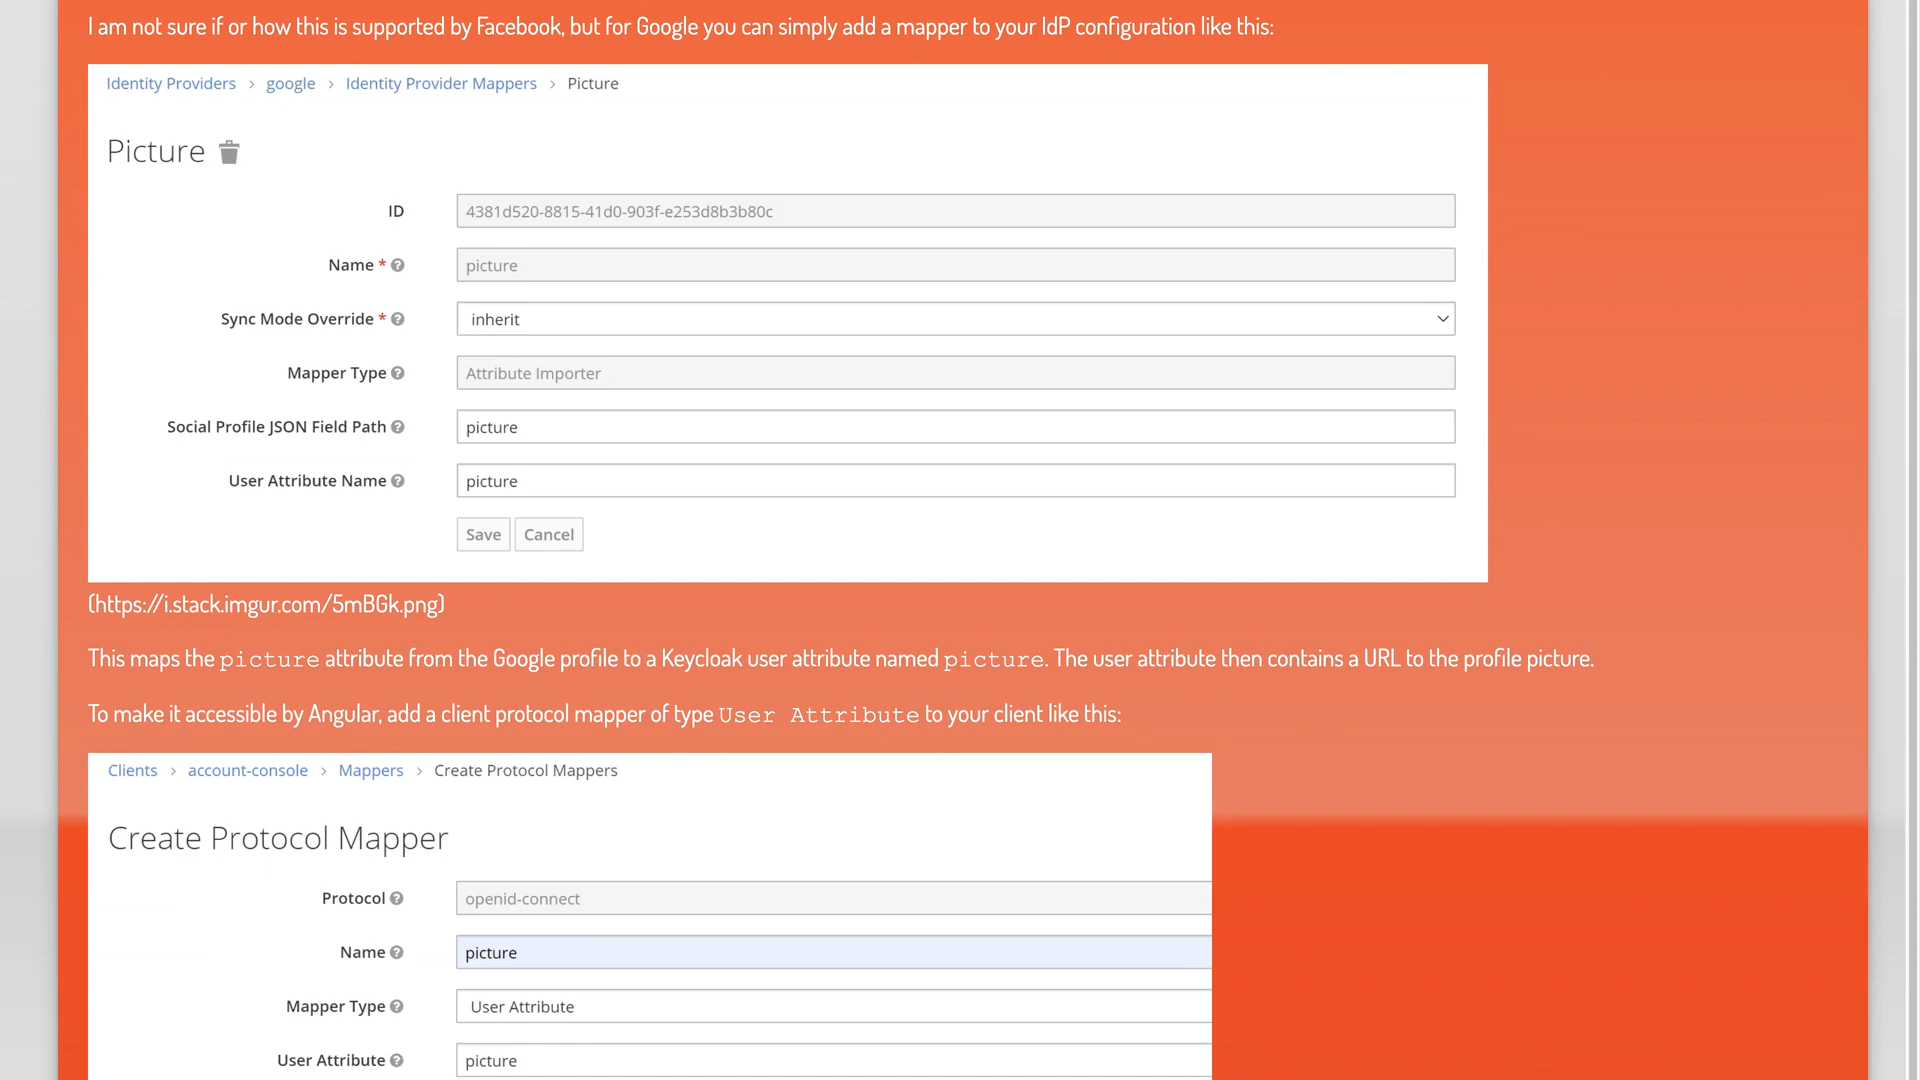 I am not sure if or how this is supported by Facebook, but for Google you can simply add a mapper to your IdP configuration like this:
Identity Providers > google > Identity Provider Mappers > Picture
Picture
ID 4381d520-8815-41d0-903f-e253d8b3b80c
Name * picture
Sync Mode Override * inherit
Mapper Type Attribute Importer
Social Profile JSON Field Path picture
User Attribute Name picture
Save Cancel
(https://i.stack.imgur.com/5mBGk.png)
This maps the picture attribute from the Google profile to a Keycloak user attribute named picture. The user attribute then contains a URL to the profile picture.
To make it accessible by Angular, add a client protocol mapper of type User Attribute to your client like this:
Clients > account-console > Mappers > Create Protocol Mappers
Create Protocol Mapper
Protocol openid-connect
Name picture
Mapper Type User Attribute
User Attribute picture